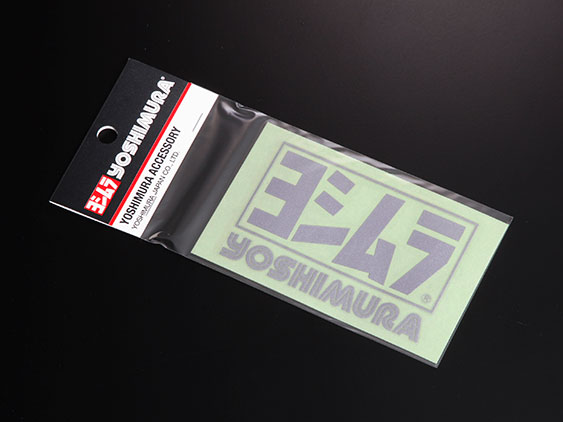 ヨシムラ YOSHIMURA®
YOSHIMURA ACCESSORY
YOSHIMURA JAPAN CO., LTD.
ヨシムラ®
YOSHIMURA